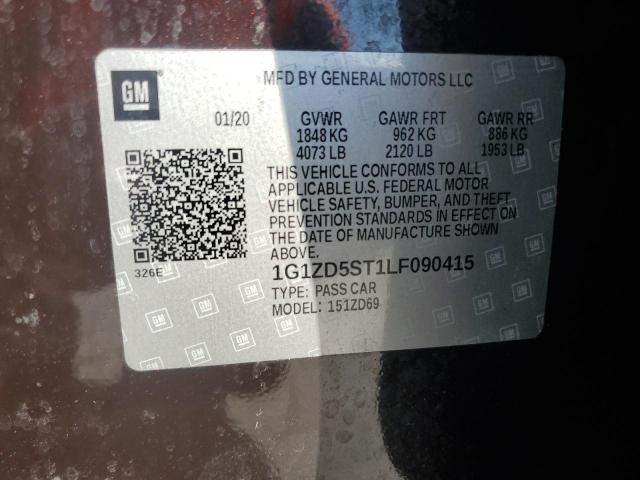 GM
MFD BY GENERAL MOTORS LLC
01/20 GVWR GAWR FRT GAWR RR
1848 KG 962 KG 886 KG
4073 LB 2120 LB 1953 LB
THIS VEHICLE CONFORMS TO ALL
APPLICABLE U.S. FEDERAL MOTOR
VEHICLE SAFETY, BUMPER, AND THEFT
PREVENTION STANDARDS IN EFFECT ON
THE DATE OF MANUFACTURE SHOWN
ABOVE.
326E
1G1ZD5ST1LF090415
TYPE: PASS CAR
MODEL: 151ZD69